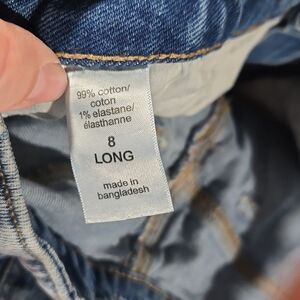 99% cotton/
coton
1% elastane/
élasthanne
8
LONG
made in
bangladesh